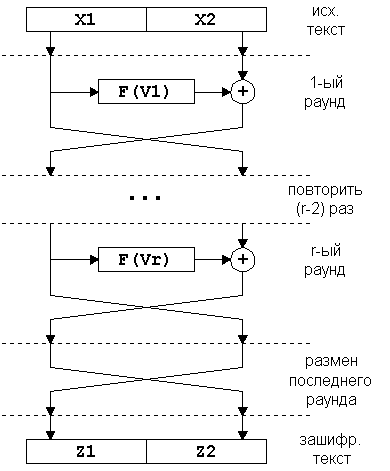 X1 X2
исх.
текст
F(V1) +
1-ый
раунд
...
повторить
(r-2) раз
F(Vr) +
r-ый
раунд
размен
последнего
раунда
Z1 Z2
зашифр.
текст